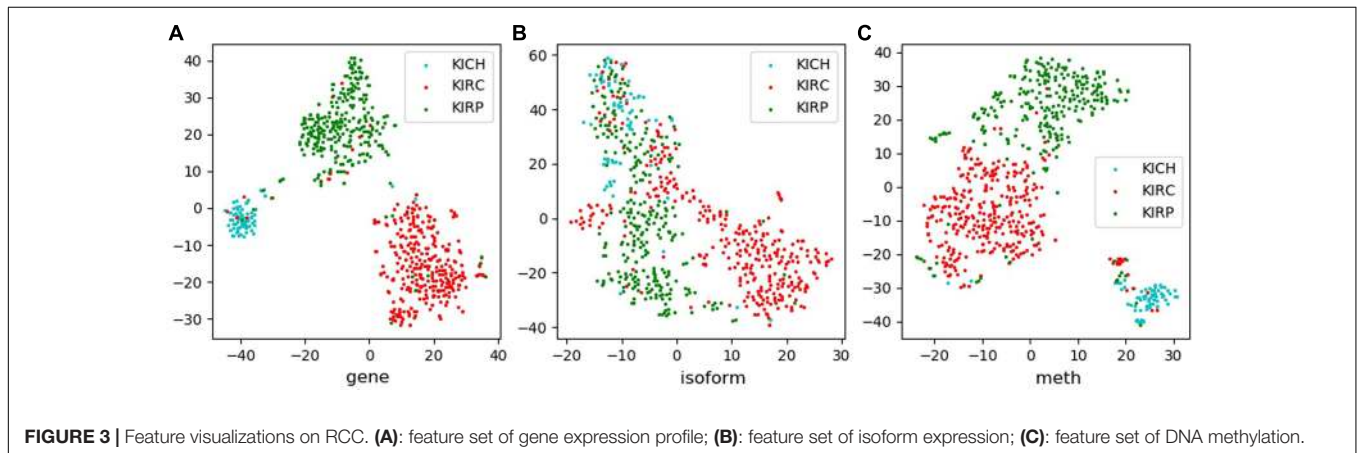 A
40
30
20
10
0
−10
−20
−30
−40
−20
0
20
40
gene
KICH
KIRC
KIRP
B
60
40
20
0
−20
−40
−20
−10
0
10
20
30
isoform
KICH
KIRC
KIRP
C
40
30
20
10
0
−10
−20
−30
−40
−20
−10
0
10
20
30
meth
KICH
KIRC
KIRP
FIGURE 3 | Feature visualizations on RCC. (A): feature set of gene expression profile; (B): feature set of isoform expression; (C): feature set of DNA methylation.